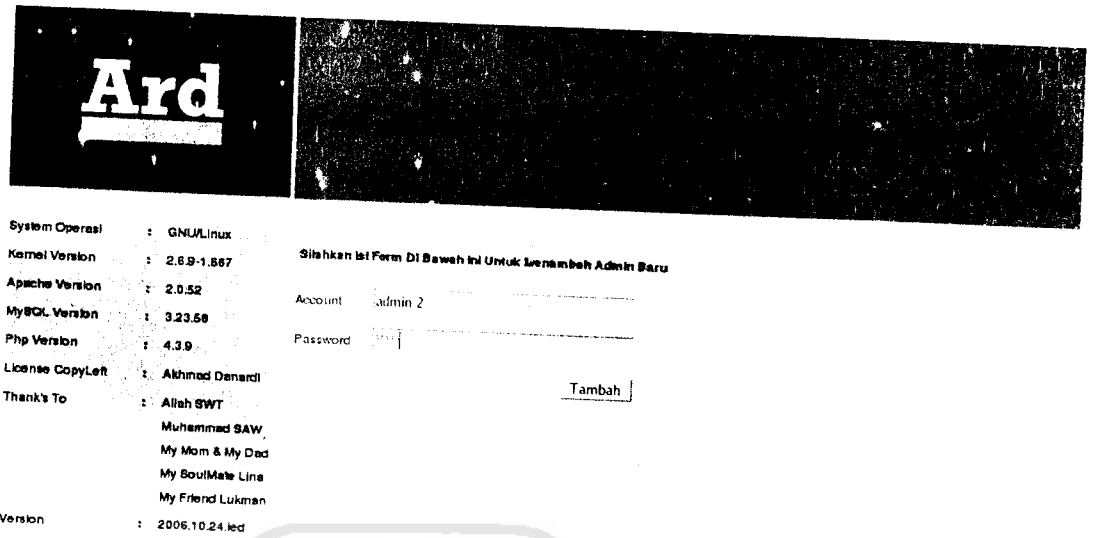 Ard
System Operasi : GNU/Linux
Kernel Version : 2.6.9-1.667
Apache Version : 2.0.52
MySQL Version : 3.23.58
Php Version : 4.3.9
License CopyLeft : Akhmad Danardi
Thank's To : Allah SWT
Muhammad SAW
My Mom & My Dad
My SoulMate Lina
My Friend Lukman
Version : 2006.10.24.ied
Silahkan Isi Form Di Bawah Ini Untuk Menambah Admin Baru
Account admin 2
Password
Tambah